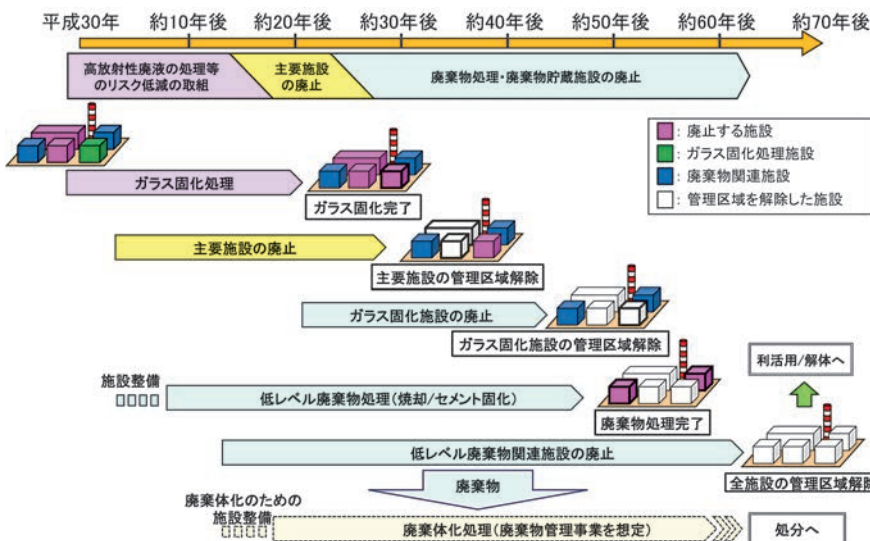 平成30年 約10年後 約20年後 約30年後 約40年後 約50年後 約60年後 約70年後
高放射性廃液の処理等
のリスク低減の取組
主要施設
の廃止
廃棄物処理・廃棄物貯蔵施設の廃止
：廃止する施設
：ガラス固化処理施設
：廃棄物関連施設
：管理区域を解除した施設
ガラス固化処理
ガラス固化完了
主要施設の廃止
主要施設の管理区域解除
ガラス固化施設の廃止
ガラス固化施設の管理区域解除
施設整備
低レベル廃棄物処理(焼却/セメント固化)
廃棄物処理完了
利活用/解体へ
低レベル廃棄物関連施設の廃止
全施設の管理区域解除
廃棄物
廃棄体化のための
施設整備
廃棄体化処理(廃棄物管理事業を想定)
処分へ